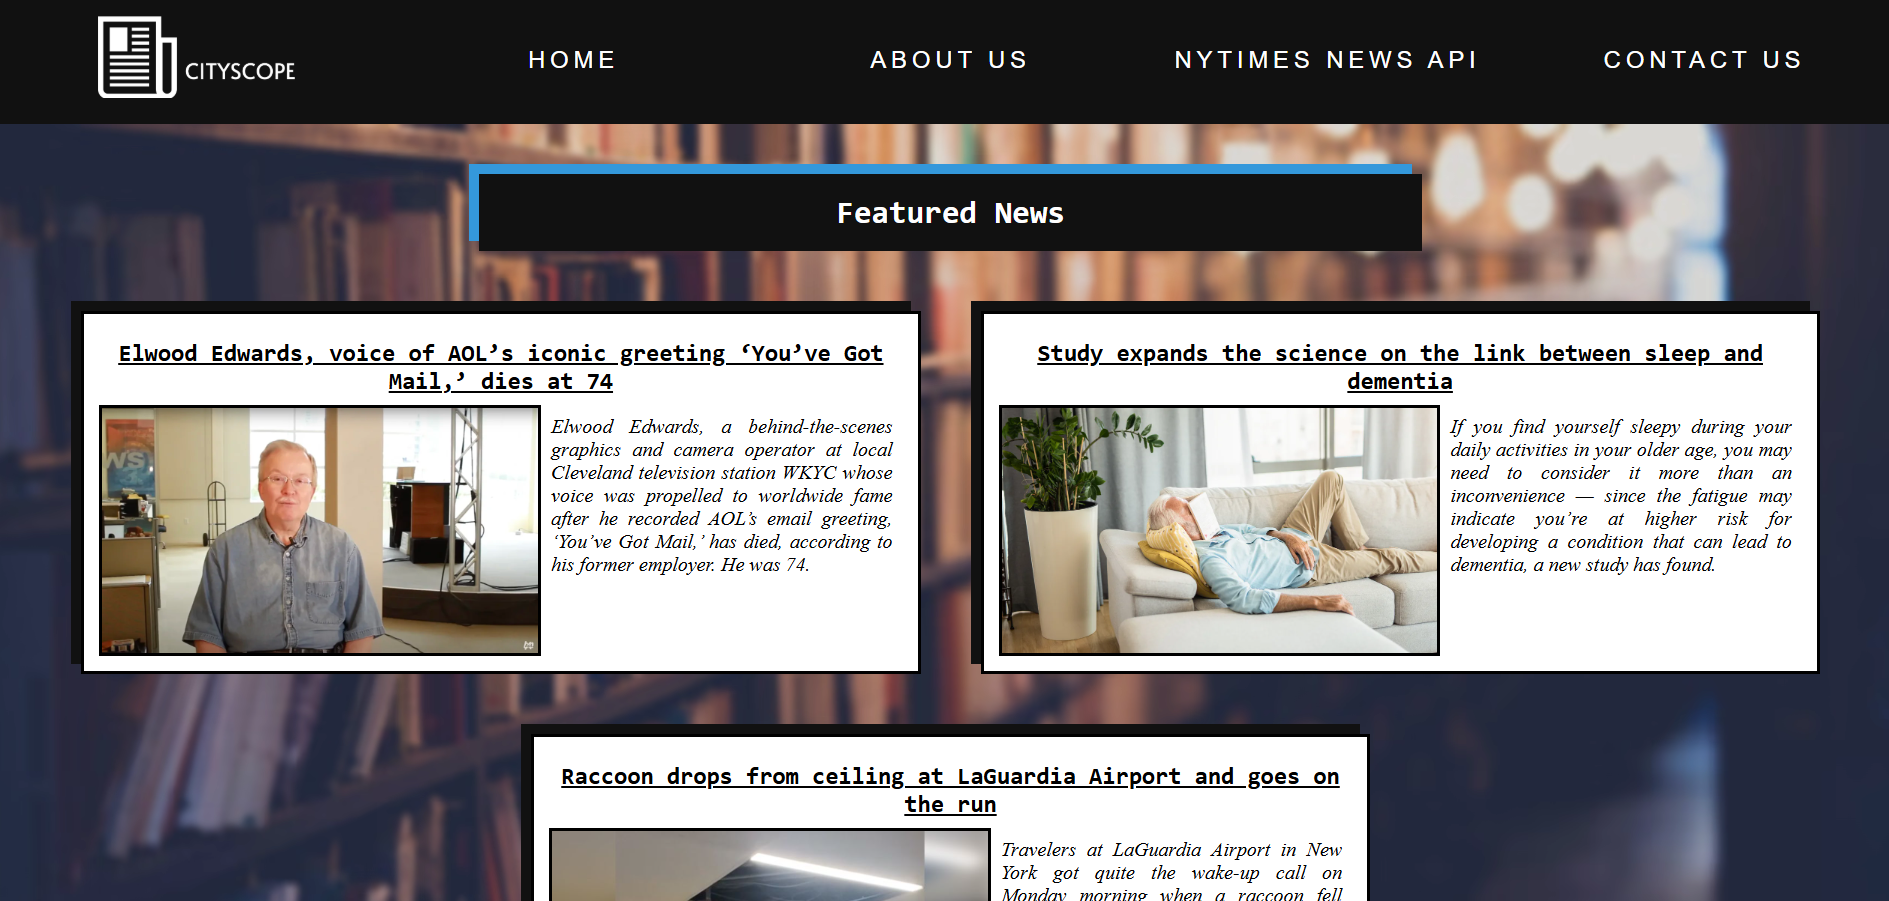 CITYSCOPE
HOME
ABOUT US
NYTIMES NEWS API
CONTACT US
Featured News
Elwood Edwards, voice of AOL’s iconic greeting ‘You’ve Got
Mail,’ dies at 74
Elwood Edwards, a behind-the-scenes
graphics and camera operator at local
Cleveland television station WKYC whose
voice was propelled to worldwide fame
after he recorded AOL’s email greeting,
‘You’ve Got Mail,’ has died, according to
his former employer. He was 74.
Study expands the science on the link between sleep and
dementia
If you find yourself sleepy during your
daily activities in your older age, you may
need to consider it more than an
inconvenience — since the fatigue may
indicate you’re at higher risk for
developing a condition that can lead to
dementia, a new study has found.
Raccoon drops from ceiling at LaGuardia Airport and goes on
the run
Travelers at LaGuardia Airport in New
York got quite the wake-up call on
Monday morning when a raccoon fell